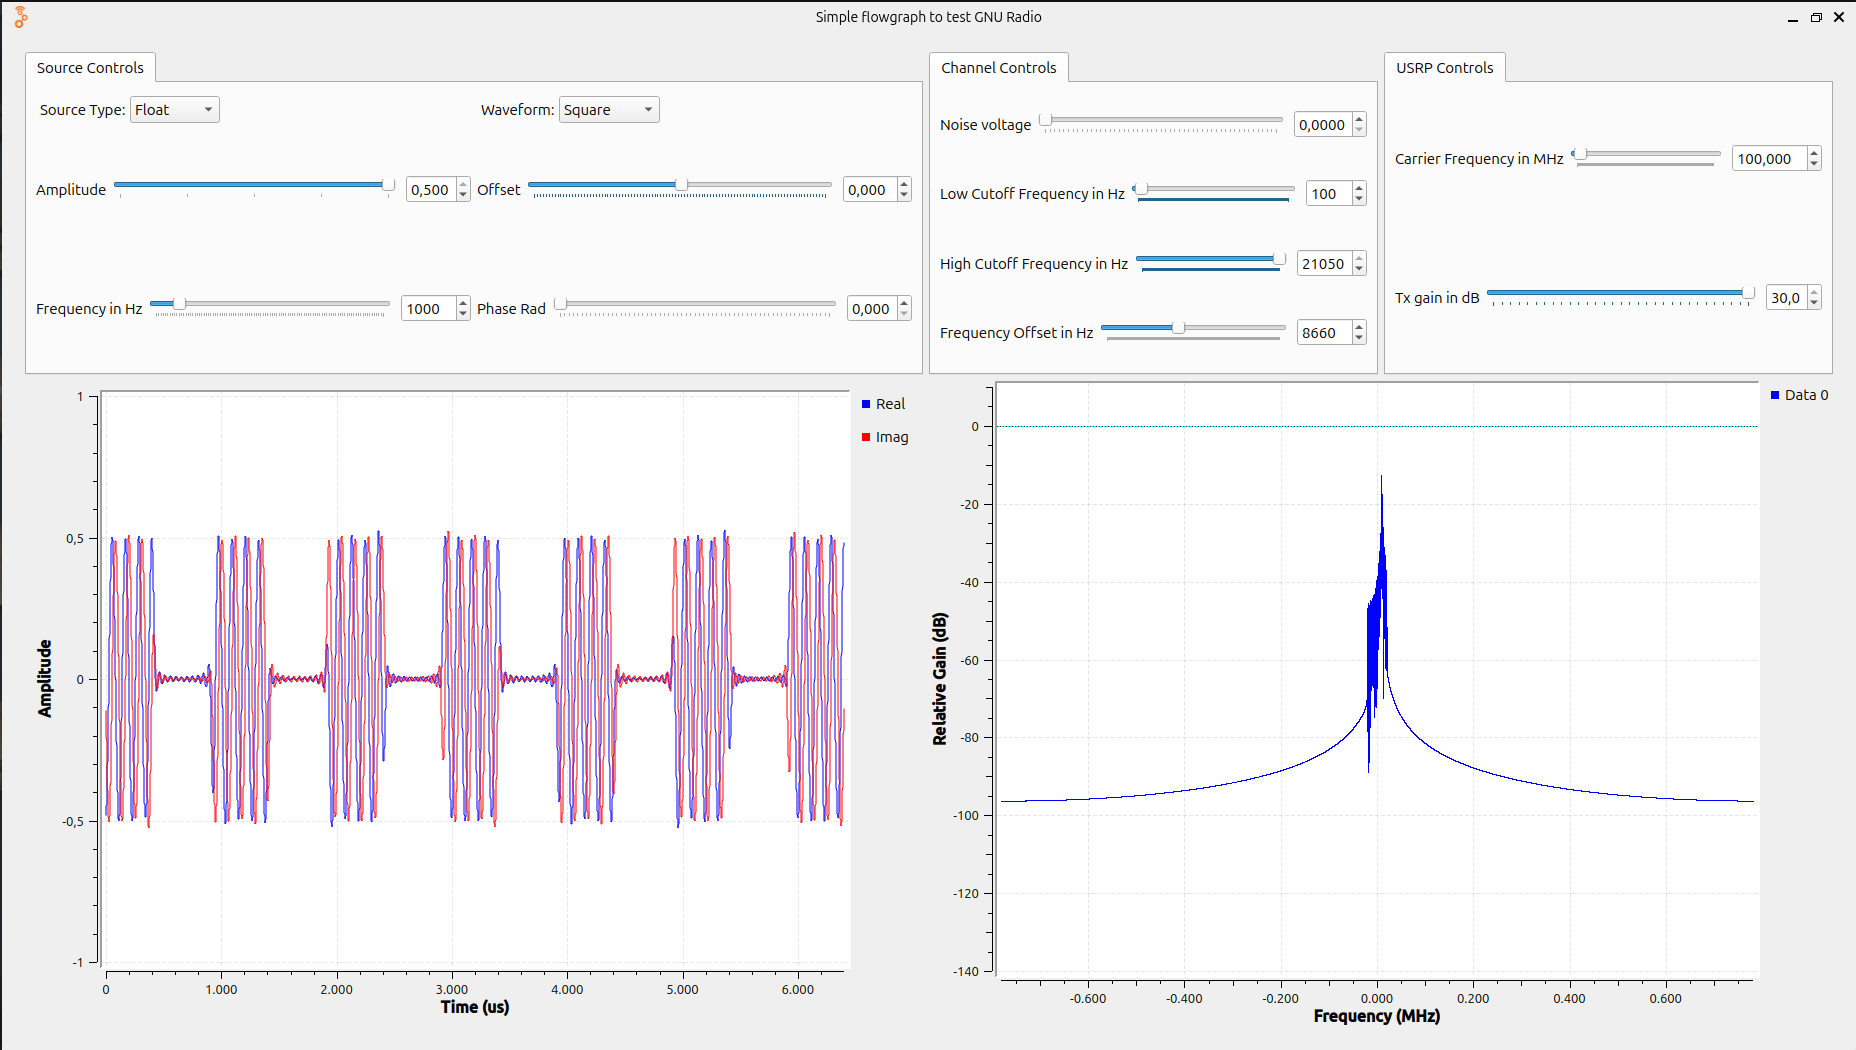 Simple flowgraph to test GNU Radio
Source Controls
Source Type: Float
Waveform: Square
Amplitude 0,500
Offset 0,000
Frequency in Hz 1000
Phase Rad 0,000
Channel Controls
Noise voltage 0,0000
Low Cutoff Frequency in Hz 100
High Cutoff Frequency in Hz 21050
Frequency Offset in Hz 8660
USRP Controls
Carrier Frequency in MHz 100,000
Tx gain in dB 30,0
1
0,5
0
-0,5
-1
Amplitude
0 1.000 2.000 3.000 4.000 5.000 6.000
Time (us)
Real
Imag
0
-20
-40
-60
-80
-100
-120
-140
Relative Gain (dB)
-0.600 -0.400 -0.200 0.000 0.200 0.400 0.600
Frequency (MHz)
Data 0